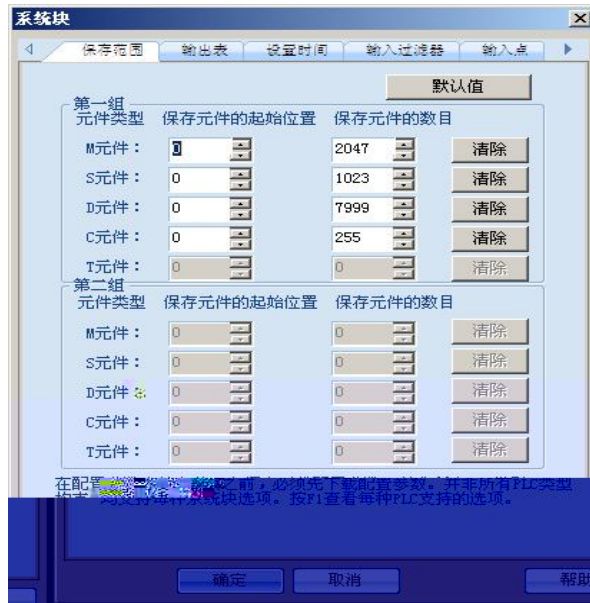 系统块
保存范围 输出表 设置时间 输入过滤器 输入点
默认值
第一组
元件类型 保存元件的起始位置 保存元件的数目
M元件： 0 2047 清除
S元件： 0 1023 清除
D元件： 0 7999 清除
C元件： 0 255 清除
T元件： 0 0 清除
第二组
元件类型 保存元件的起始位置 保存元件的数目
M元件： 0 0 清除
S元件： 0 0 清除
D元件 0 0 清除
C元件： 0 0 清除
T元件： 0 0 清除
在配置 之前，必须先下载配置参数。并非所有PLC类型
均支持每种系统块选项。按F1查看每种PLC支持的选项。
确定 取消 帮助